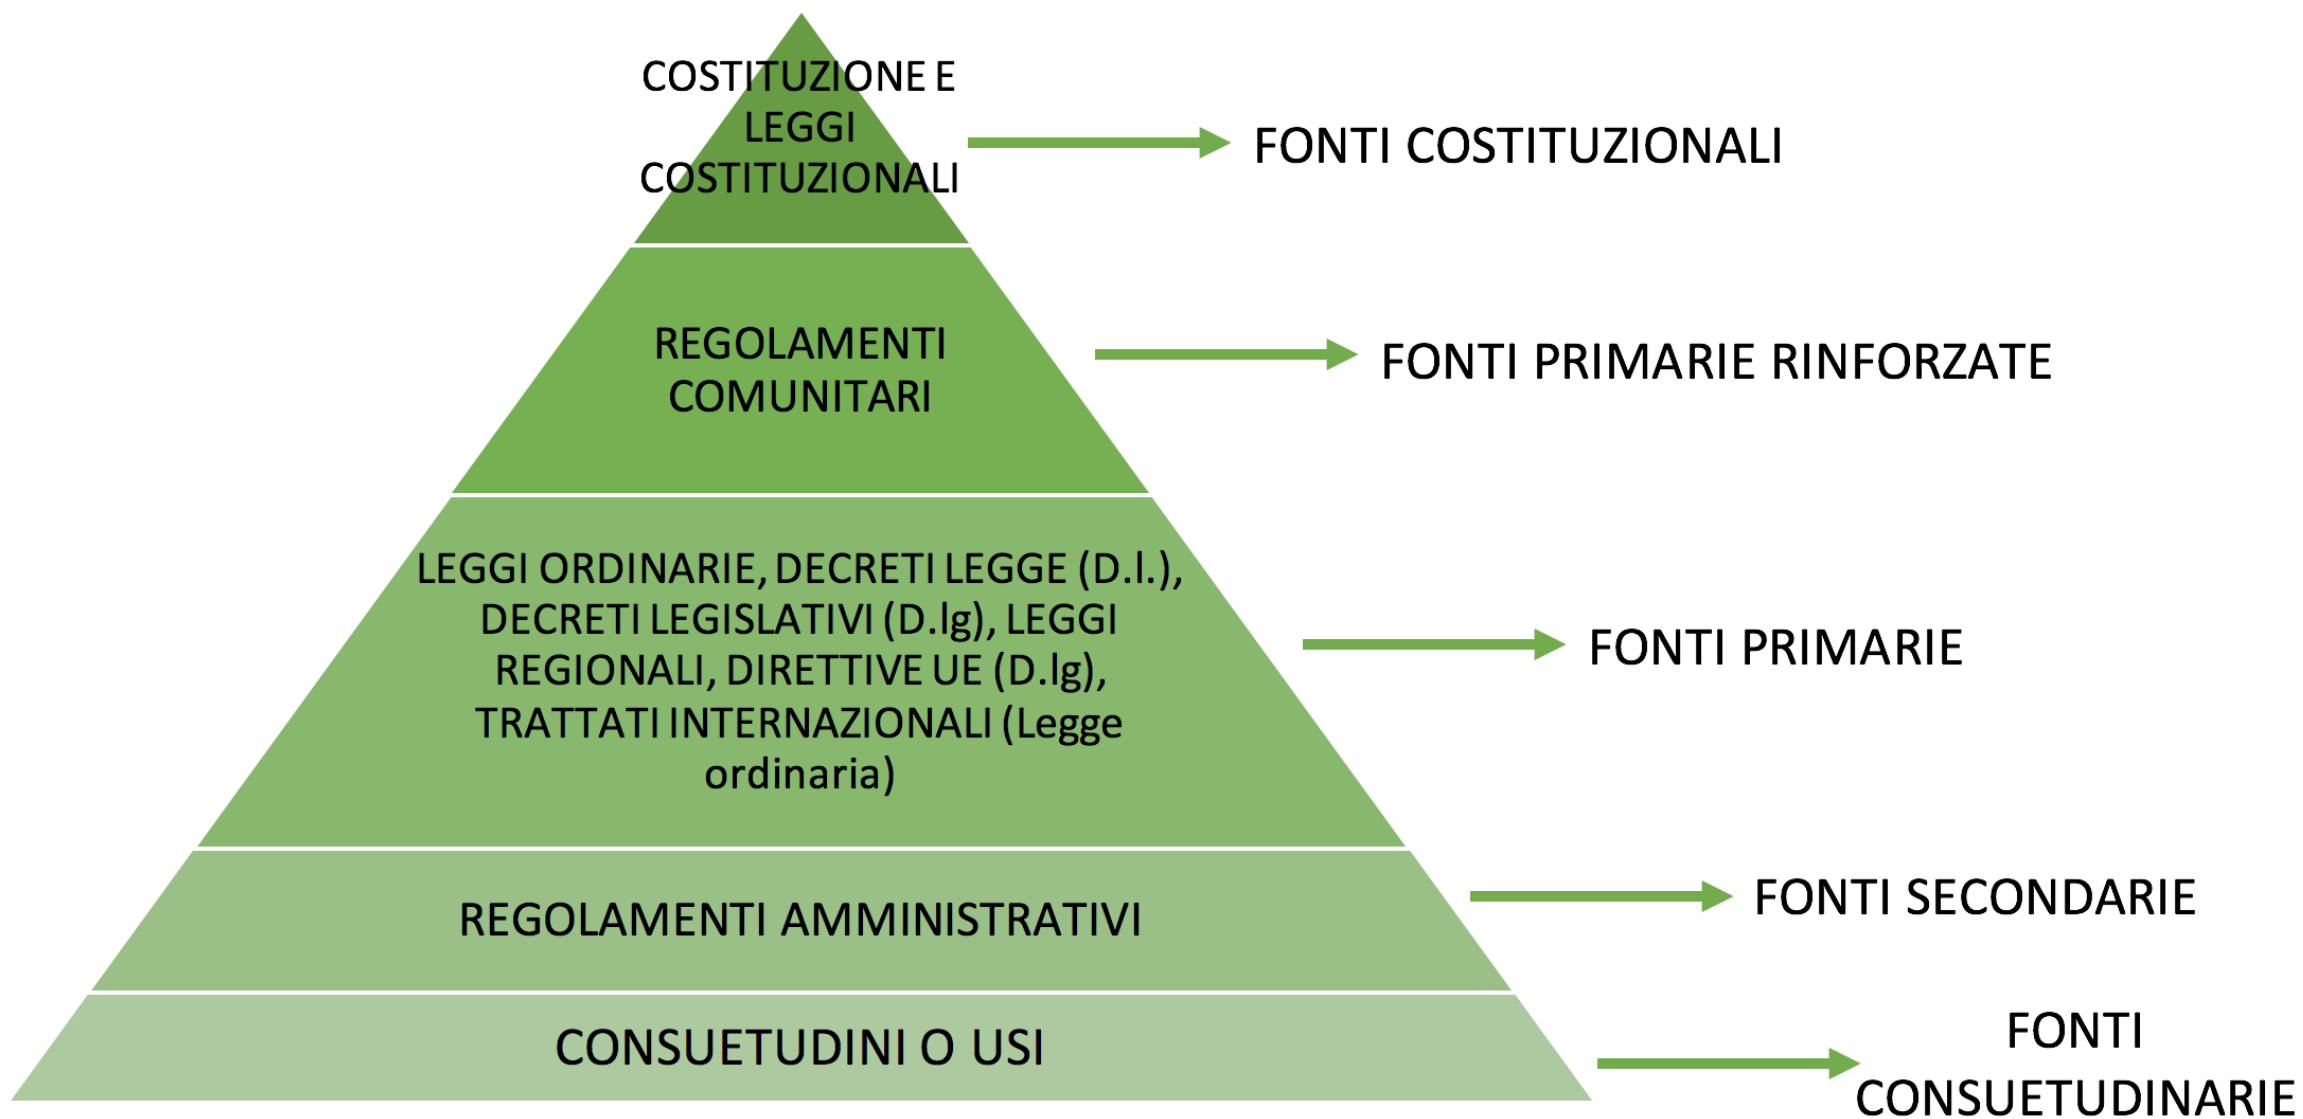 COSTITUZIONE E
LEGGI
COSTITUZIONALI
FONTI COSTITUZIONALI
REGOLAMENTI
COMUNITARI
FONTI PRIMARIE RINFORZATE
LEGGI ORDINARIE, DECRETI LEGGE (D.l.),
DECRETI LEGISLATIVI (D.lg), LEGGI
REGIONALI, DIRETTIVE UE (D.lg),
TRATTATI INTERNAZIONALI (Legge
ordinaria)
FONTI PRIMARIE
REGOLAMENTI AMMINISTRATIVI
FONTI SECONDARIE
CONSUETUDINI O USI
FONTI
CONSUETUDINARIE